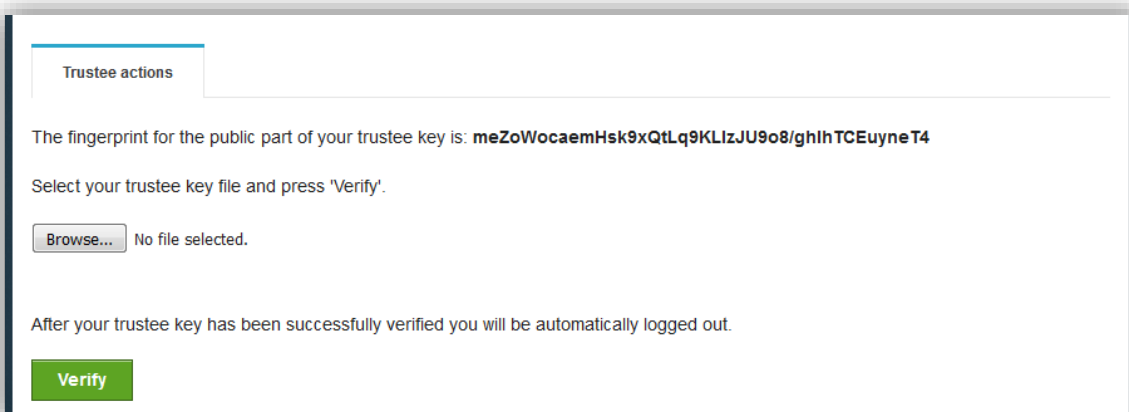 Trustee actions
The fingerprint for the public part of your trustee key is: meZoWocaemHsk9xQtLq9KLIzJU9o8/ghIhTCEuyneT4
Select your trustee key file and press 'Verify'.
Browse... No file selected.
After your trustee key has been successfully verified you will be automatically logged out.
Verify